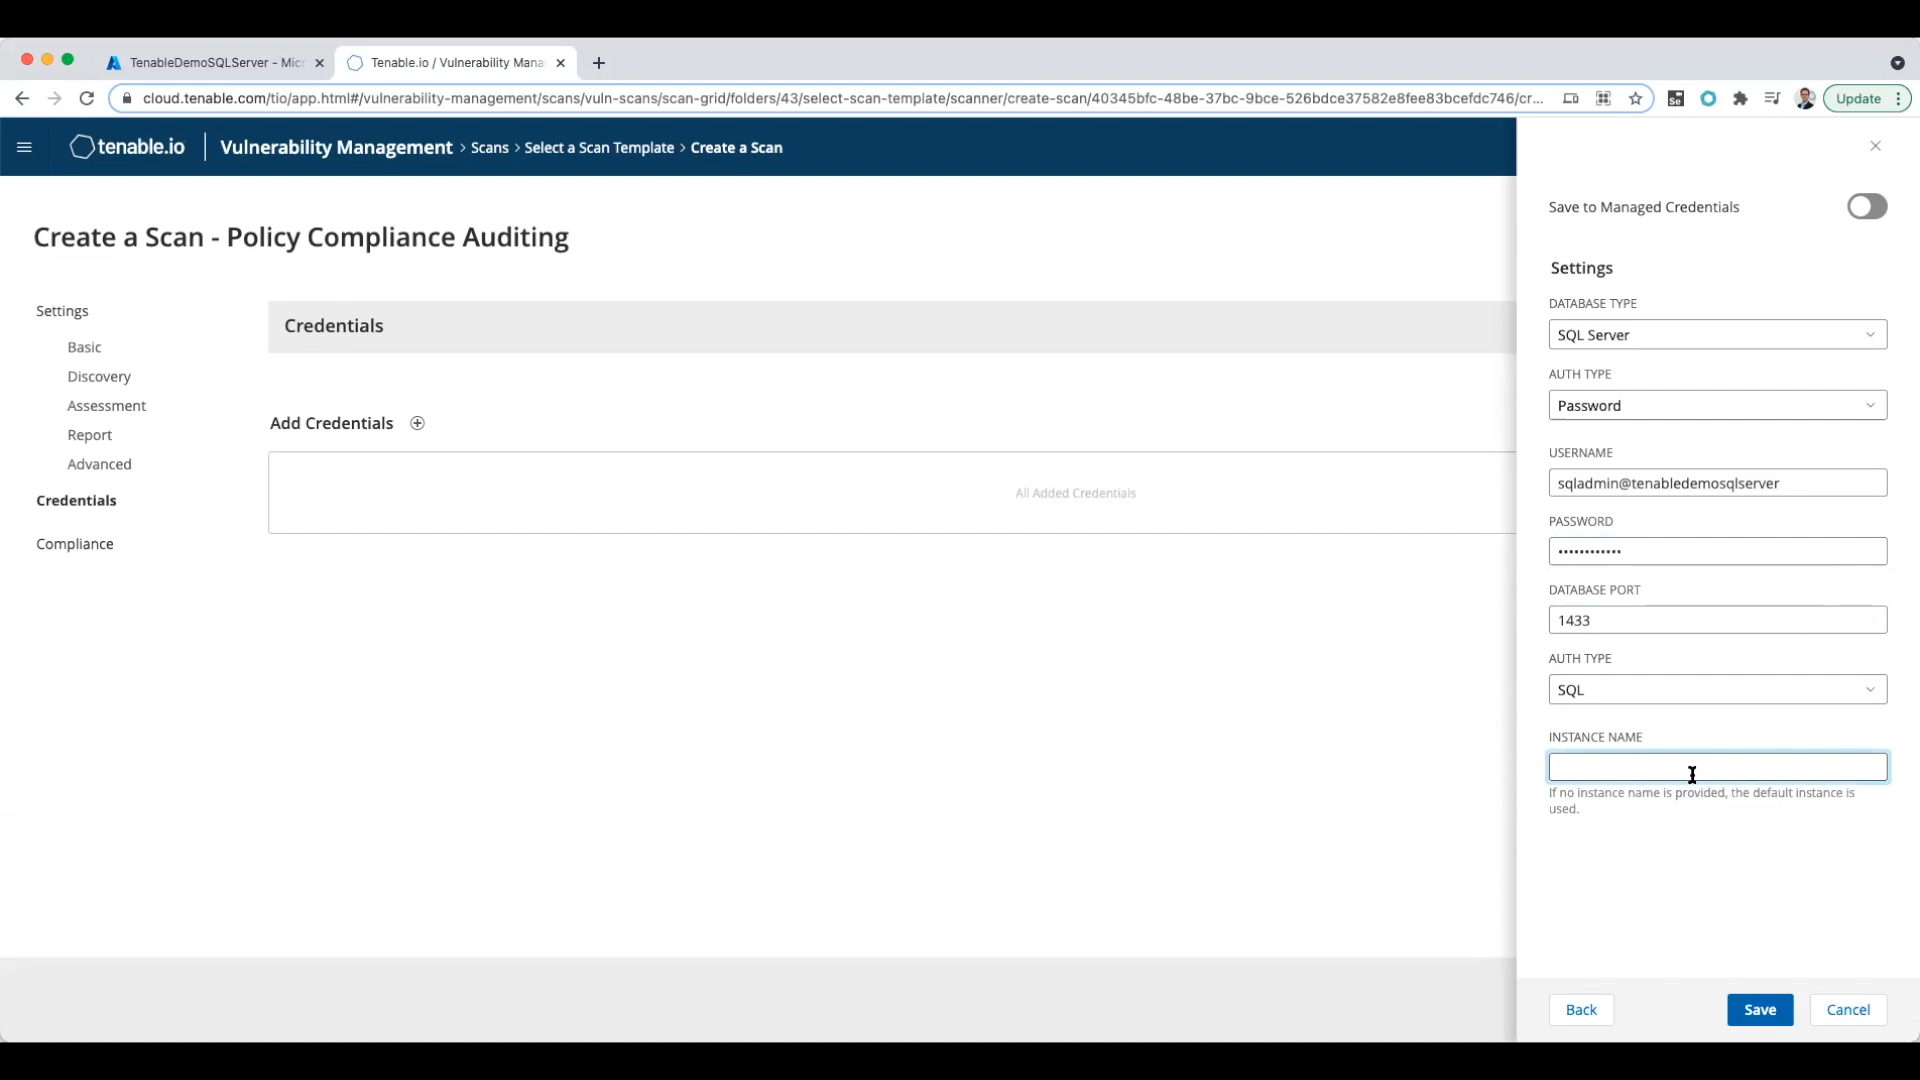 TenableDemoSQLServer - Micr
Tenable.io / Vulnerability Mana
cloud.tenable.com/tio/app.html#/vulnerability-management/scans/vuln-scans/scan-grid/folders/43/select-scan-template/scanner/create-scan/40345bfc-48be-37bc-9bce-526bdce37582e8fee83bcefdc746/cr...
Se
Update
tenable.io
Vulnerability Management > Scans > Select a Scan Template > Create a Scan
Create a Scan - Policy Compliance Auditing
Settings
Basic
Discovery
Assessment
Report
Advanced
Credentials
Compliance
Credentials
Add Credentials
All Added Credentials
Save to Managed Credentials
Settings
DATABASE TYPE
SQL Server
AUTH TYPE
Password
USERNAME
sqladmin@tenabledemosqlserver
PASSWORD
••••••••••••
DATABASE PORT
1433
AUTH TYPE
SQL
INSTANCE NAME
If no instance name is provided, the default instance is
used.
Back
Save
Cancel